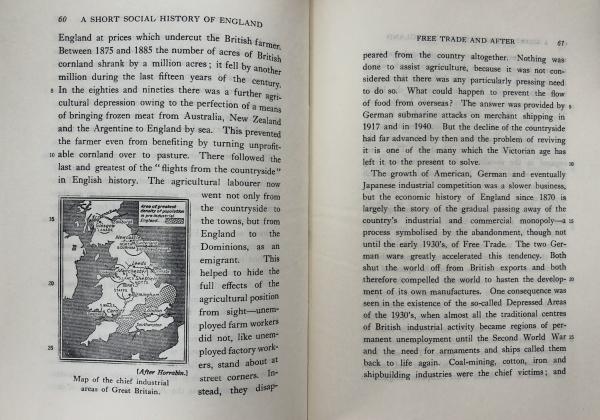 60 A SHORT SOCIAL HISTORY OF ENGLAND
England at prices which undercut the British farmer.
Between 1875 and 1885 the number of acres of British
cornland shrank by a million acres; it fell by another
million during the last fifteen years of the century.
5 In the eighties and nineties there was a further agri-
cultural depression owing to the perfection of a means
of bringing frozen meat from Australia, New Zealand
and the Argentine to England by sea. This prevented
the farmer even from benefiting by turning unprofit-
10 able cornland over to pasture. There followed the
last and greatest of the "flights from the countryside"
in English history. The agricultural labourer now
went not only from
the countryside to
15 the towns, but from
England to the
Dominions, as an
emigrant. This
helped to hide the
20 full effects of the
agricultural position
from sight—unem-
ployed farm workers
did not, like unem-
25 ployed factory work-
ers, stand about at
street corners. In-
stead, they disap-
Area of greatest
density of population
in pre-industrial
England.
Glasgow
Newcastle
Leeds
Manchester
Sheffield
Birmingham
Cardiff
Southampton
[After Horrabin.]
Map of the chief industrial
areas of Great Britain.
FREE TRADE AND AFTER 61
peared from the country altogether. Nothing was
done to assist agriculture, because it was not con-
sidered that there was any particularly pressing need
to do so. What could happen to prevent the flow
of food from overseas? The answer was provided by 5
German submarine attacks on merchant shipping in
1917 and in 1940. But the decline of the countryside
had far advanced by then and the problem of reviving
it is one of the many which the Victorian age has
left it to the present to solve. 10
The growth of American, German and eventually
Japanese industrial competition was a slower business,
but the economic history of England since 1870 is
largely the story of the gradual passing away of the
country's industrial and commercial monopoly—a 15
process symbolised by the abandonment, though not
until the early 1930's, of Free Trade. The two Ger-
man wars greatly accelerated this tendency. Both
shut the world off from British exports and both
therefore compelled the world to hasten the develop- 20
ment of its own manufactures. One consequence was
seen in the existence of the so-called Depressed Areas
of the 1930's, when almost all the traditional centres
of British industrial activity became regions of per-
manent unemployment until the Second World War 25
and the need for armaments and ships called them
back to life again. Coal-mining, cotton, iron and
shipbuilding industries were the chief victims; and